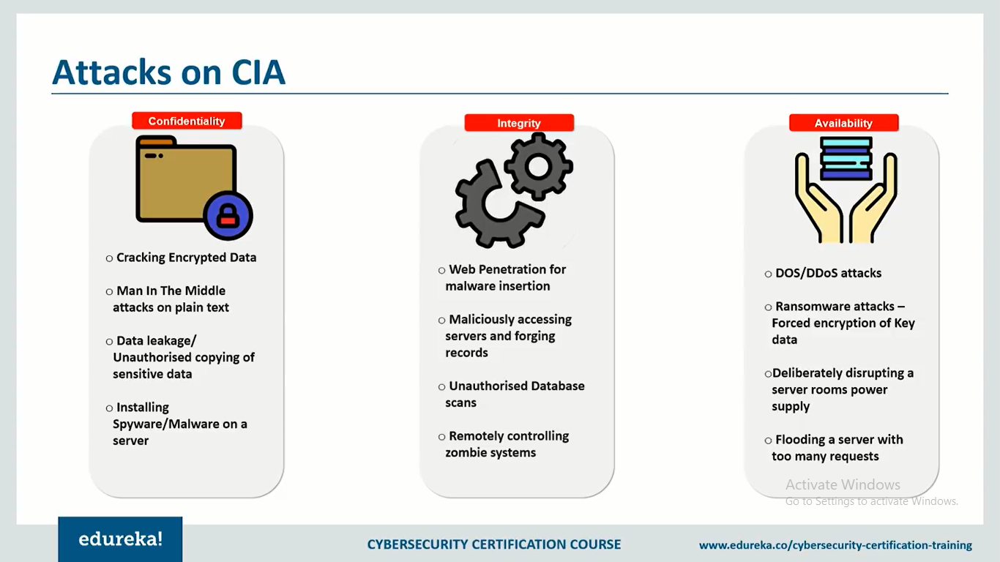 Attacks on CIA
Confidentiality
○ Cracking Encrypted Data
○ Man In The Middle
attacks on plain text
○ Data leakage/
Unauthorised copying of
sensitive data
○ Installing
Spyware/Malware on a
server
Integrity
○ Web Penetration for
malware insertion
○ Maliciously accessing
servers and forging
records
○ Unauthorised Database
scans
○ Remotely controlling
zombie systems
Availability
○ DOS/DDoS attacks
○ Ransomware attacks –
Forced encryption of Key
data
○Deliberately disrupting a
server rooms power
supply
○ Flooding a server with
too many requests
Activate Windows
Go to Settings to activate Windows.
edureka!
CYBERSECURITY CERTIFICATION COURSE
www.edureka.co/cybersecurity-certification-training